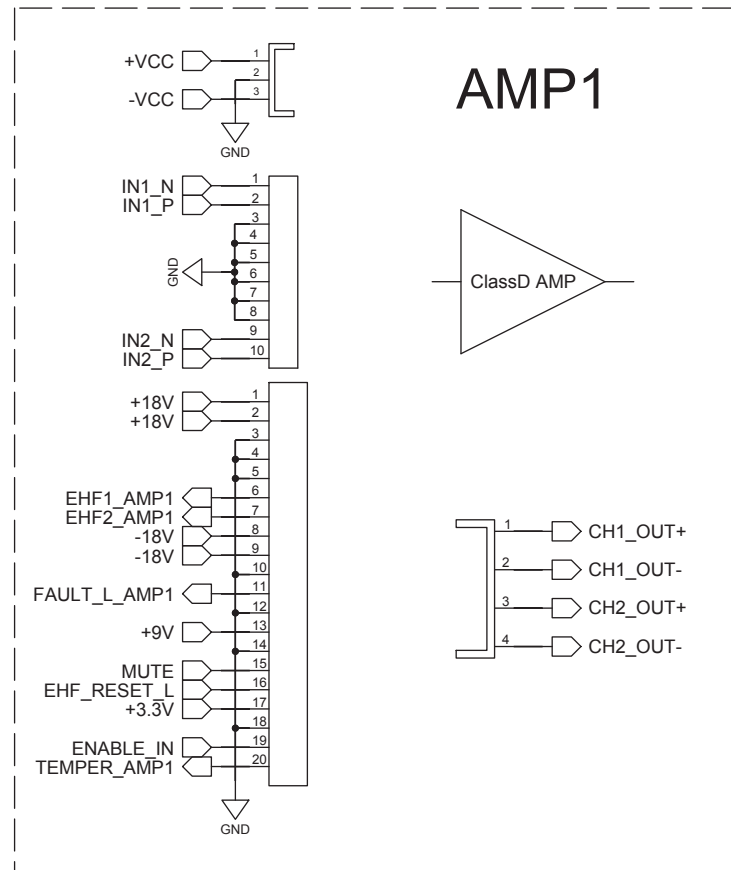 AMP1
+VCC 1
2
-VCC 3
GND
IN1_N 1
IN1_P 2
3
4
5
GND
6
7
8
IN2_N 9
IN2_P 10
ClassD AMP
+18V 1
+18V 2
3
4
5
EHF1_AMP1 6
EHF2_AMP1 7
-18V 8
-18V 9
10
FAULT_L_AMP1 11
12
+9V 13
14
MUTE 15
EHF_RESET_L 16
+3.3V 17
18
ENABLE_IN 19
TEMPER_AMP1 20
GND
1 CH1_OUT+
2 CH1_OUT-
3 CH2_OUT+
4 CH2_OUT-